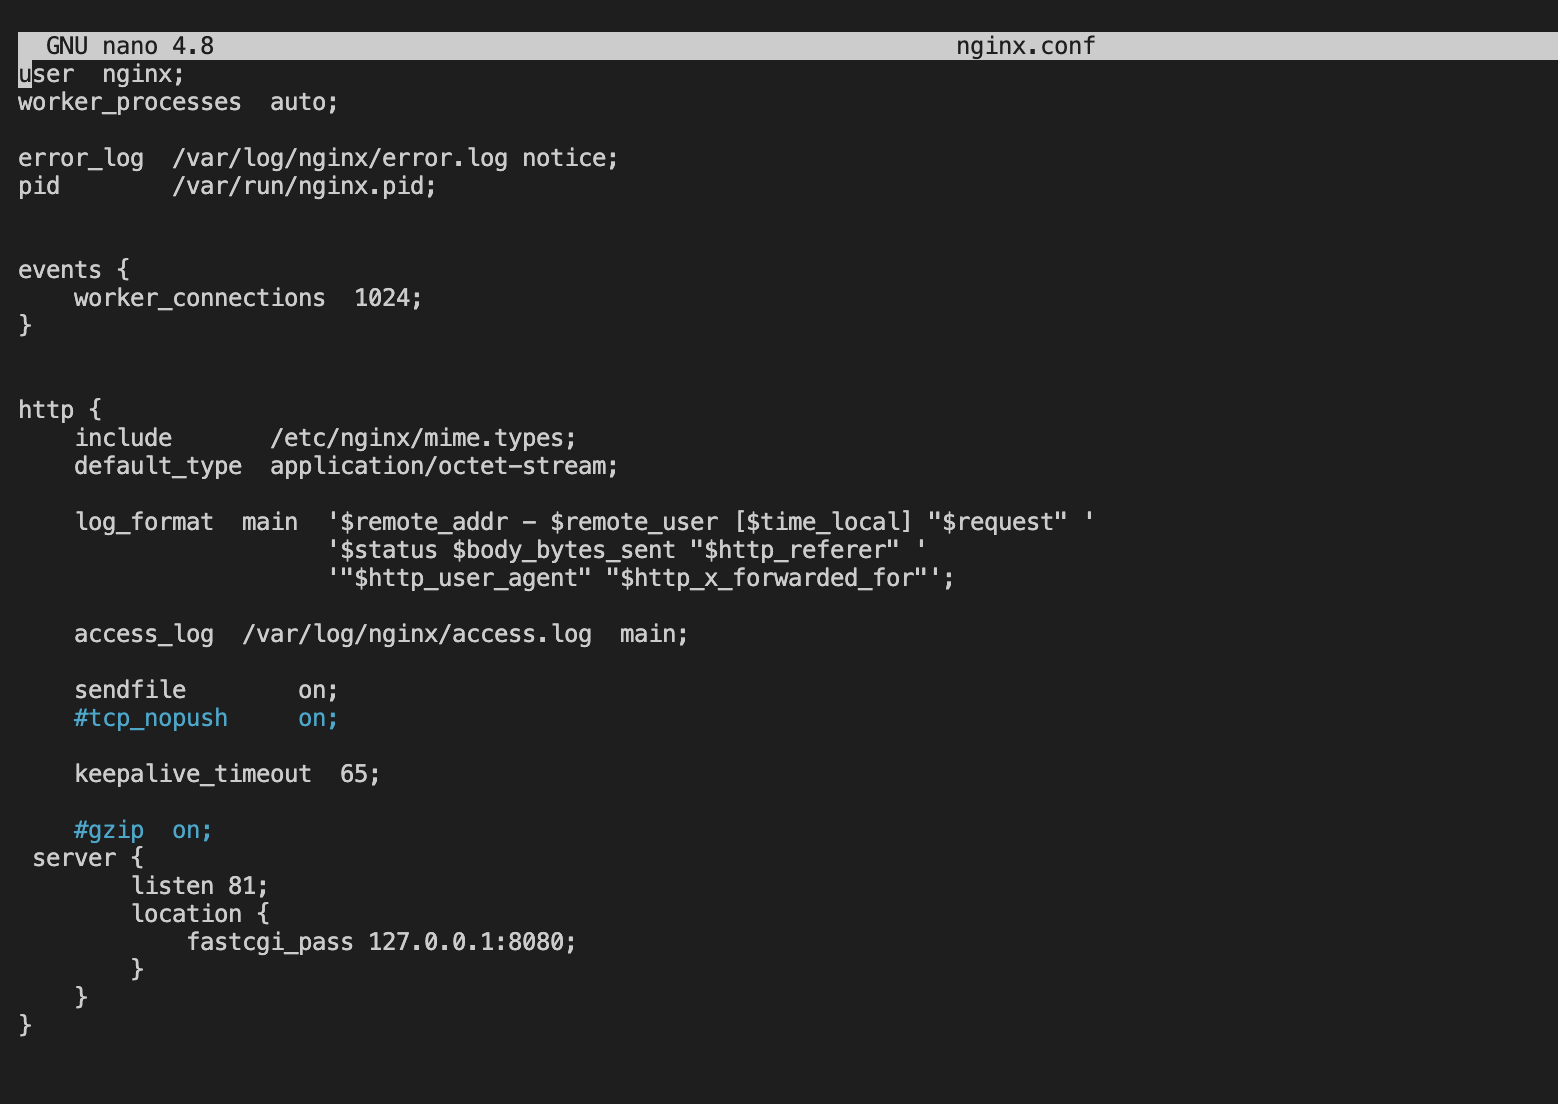 GNU nano 4.8 nginx.conf
user  nginx;
worker_processes  auto;

error_log  /var/log/nginx/error.log notice;
pid        /var/run/nginx.pid;


events {
    worker_connections  1024;
}


http {
    include       /etc/nginx/mime.types;
    default_type  application/octet-stream;

    log_format  main  '$remote_addr - $remote_user [$time_local] "$request" '
                      '$status $body_bytes_sent "$http_referer" '
                      '"$http_user_agent" "$http_x_forwarded_for"';

    access_log  /var/log/nginx/access.log  main;

    sendfile        on;
    #tcp_nopush     on;

    keepalive_timeout  65;

    #gzip  on;
 server {
        listen 81;
        location {
            fastcgi_pass 127.0.0.1:8080;
        }
    }
}